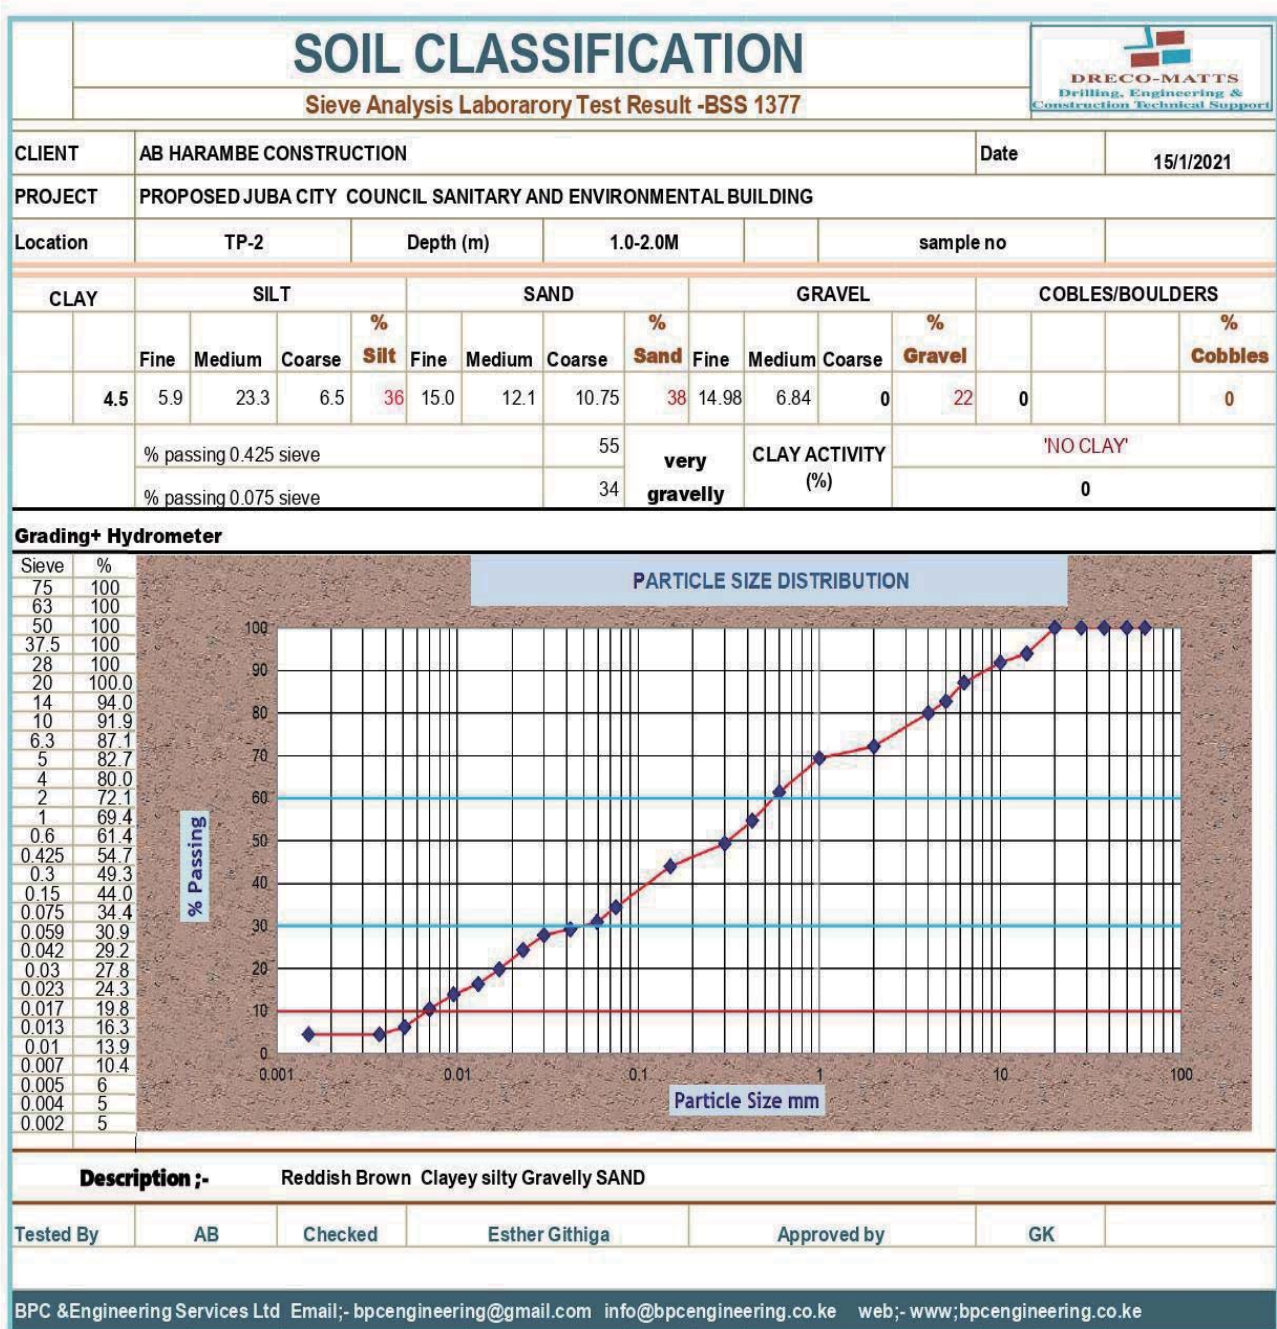 SOIL CLASSIFICATION
Sieve Analysis Laborarory Test Result -BSS 1377
DRECO-MATTS
Drilling, Engineering &
Construction Technical Support
CLIENT AB HARAMBE CONSTRUCTION Date 15/1/2021
PROJECT PROPOSED JUBA CITY COUNCIL SANITARY AND ENVIRONMENTAL BUILDING
Location TP-2 Depth (m) 1.0-2.0M sample no
CLAY SILT SAND GRAVEL COBLES/BOULDERS
% % % %
Fine Medium Coarse Silt Fine Medium Coarse Sand Fine Medium Coarse Gravel Cobbles
4.5 5.9 23.3 6.5 36 15.0 12.1 10.75 38 14.98 6.84 0 22 0 0
% passing 0.425 sieve 55 very CLAY ACTIVITY 'NO CLAY'
% passing 0.075 sieve 34 gravelly (%) 0
Grading+ Hydrometer
Sieve %
75 100
63 100
50 100
37.5 100
28 100
20 100.0
14 94.0
10 91.9
6.3 87.1
5 82.7
4 80.0
2 72.1
1 69.4
0.6 61.4
0.425 54.7
0.3 49.3
0.15 44.0
0.075 34.4
0.059 30.9
0.042 29.2
0.03 27.8
0.023 24.3
0.017 19.8
0.013 16.3
0.01 13.9
0.007 10.4
0.005 6
0.004 5
0.002 5
PARTICLE SIZE DISTRIBUTION
% Passing
100
90
80
70
60
50
40
30
20
10
0
0.001 0.01 0.1 1 10 100
Particle Size mm
Description ;- Reddish Brown Clayey silty Gravelly SAND
Tested By AB Checked Esther Githiga Approved by GK
BPC &Engineering Services Ltd Email;- bpcengineering@gmail.com info@bpcengineering.co.ke web;- www;bpcengineering.co.ke